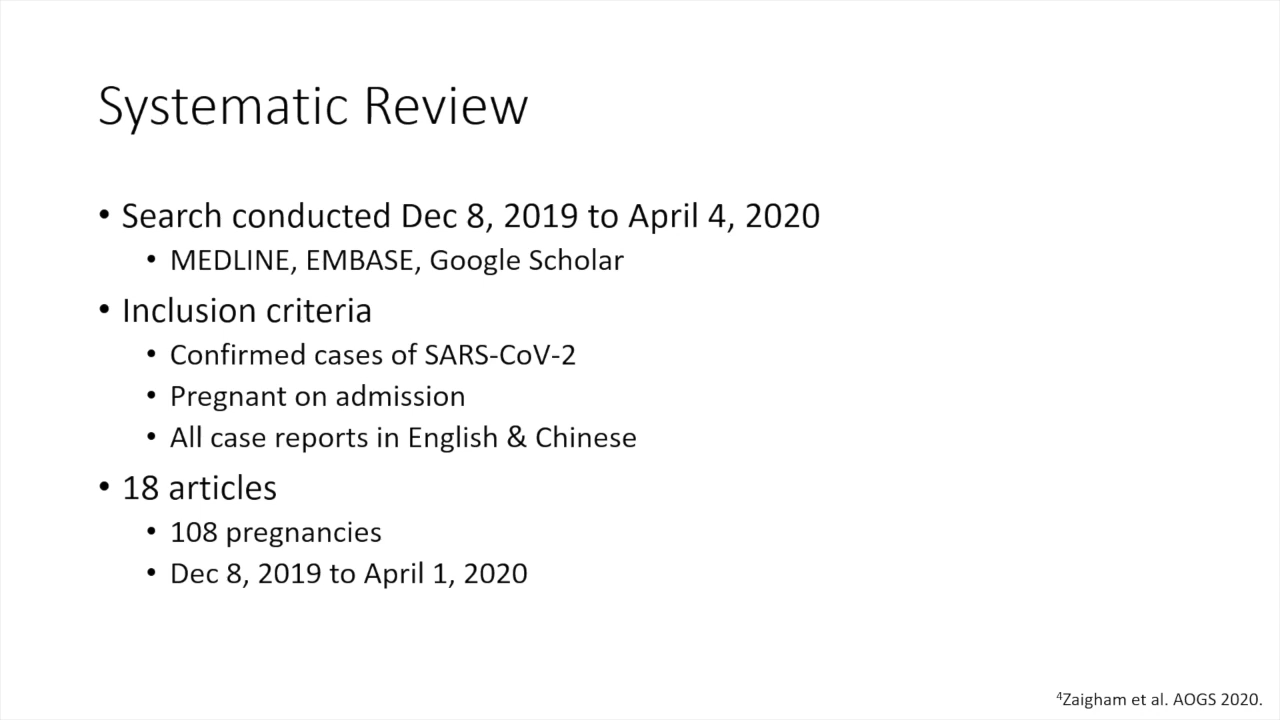 Systematic Review
• Search conducted Dec 8, 2019 to April 4, 2020
• MEDLINE, EMBASE, Google Scholar
• Inclusion criteria
• Confirmed cases of SARS-CoV-2
• Pregnant on admission
• All case reports in English & Chinese
• 18 articles
• 108 pregnancies
• Dec 8, 2019 to April 1, 2020
⁴Zaigham et al. AOGS 2020.